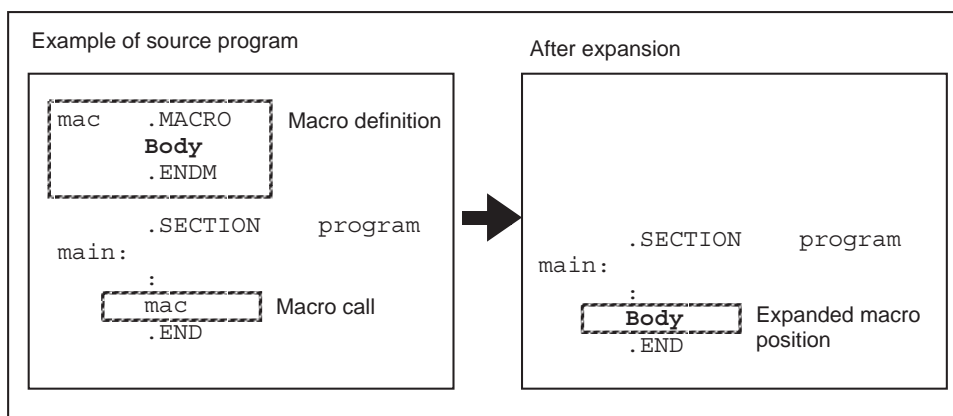 Example of source program
mac .MACRO
Body
.ENDM
Macro definition
.SECTION program
main:
:
mac
Macro call
.END
After expansion
.SECTION program
main:
:
Body
Expanded macro
position
.END